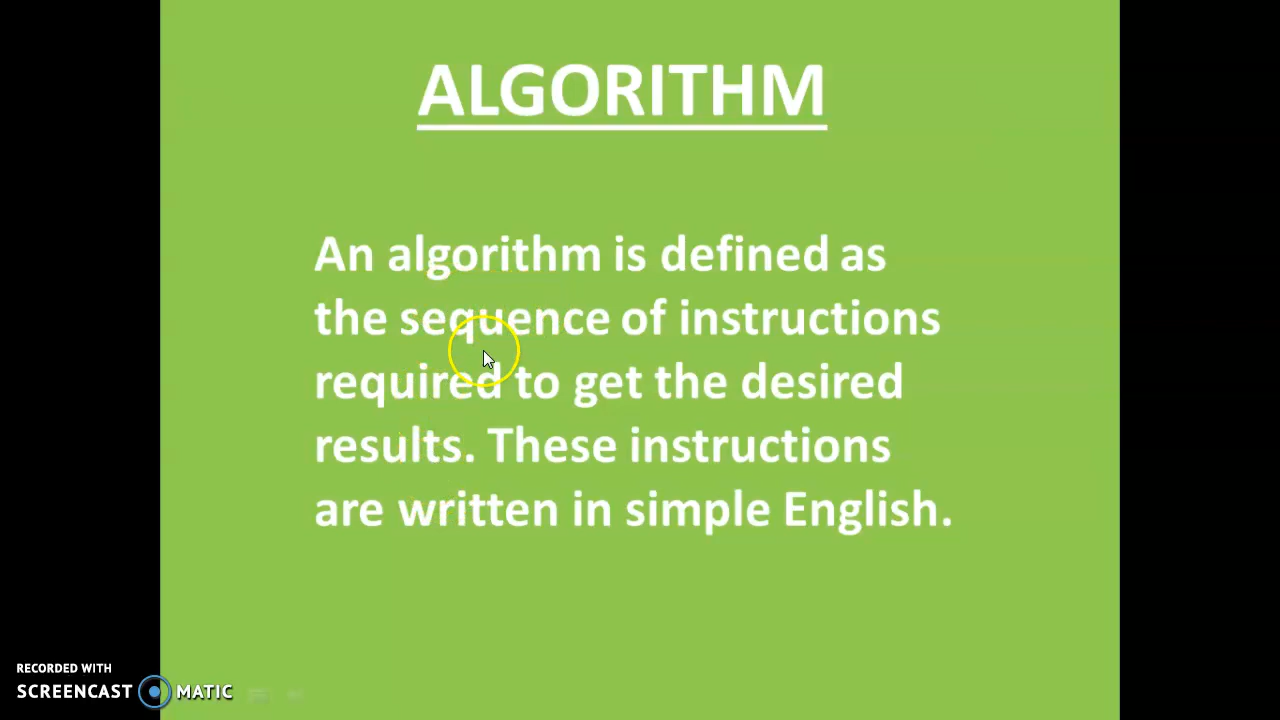 ALGORITHM
An algorithm is defined as
the sequence of instructions
required to get the desired
results. These instructions
are written in simple English.
RECORDED WITH
SCREENCAST MATIC